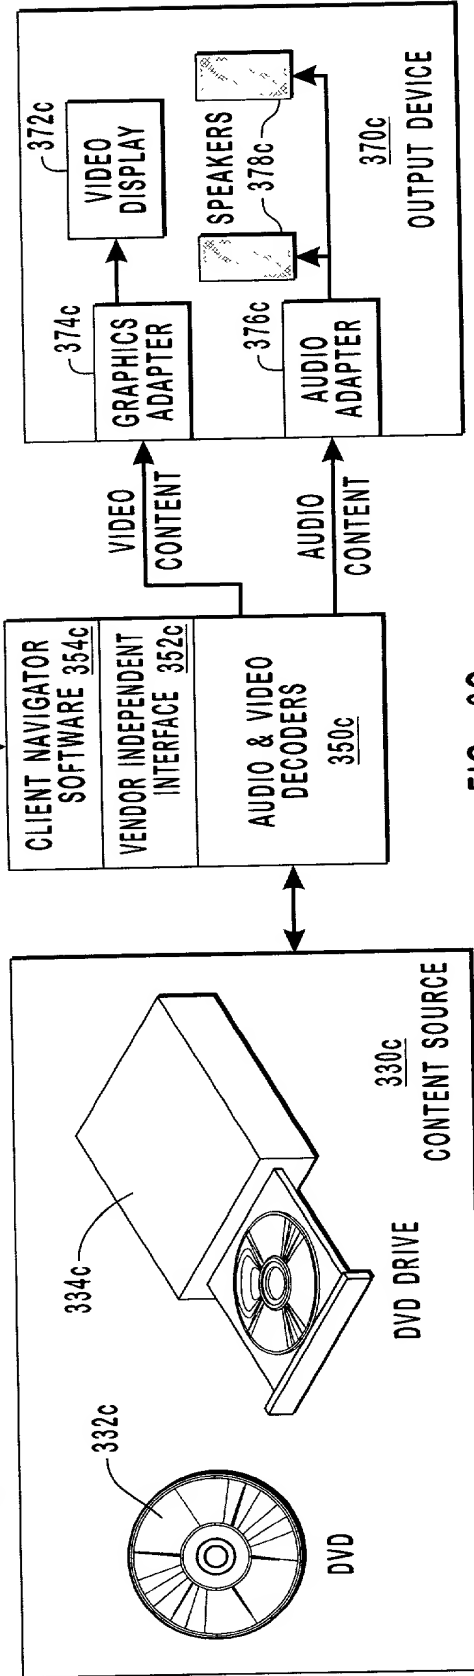 DVD
332c
334c
DVD DRIVE
330c
CONTENT SOURCE
CLIENT NAVIGATOR
SOFTWARE 354c
VENDOR INDEPENDENT
INTERFACE 352c
AUDIO & VIDEO
DECODERS
350c
VIDEO
CONTENT
AUDIO
CONTENT
374c
GRAPHICS
ADAPTER
372c
VIDEO
DISPLAY
376c
AUDIO
ADAPTER
SPEAKERS
378c
370c
OUTPUT DEVICE